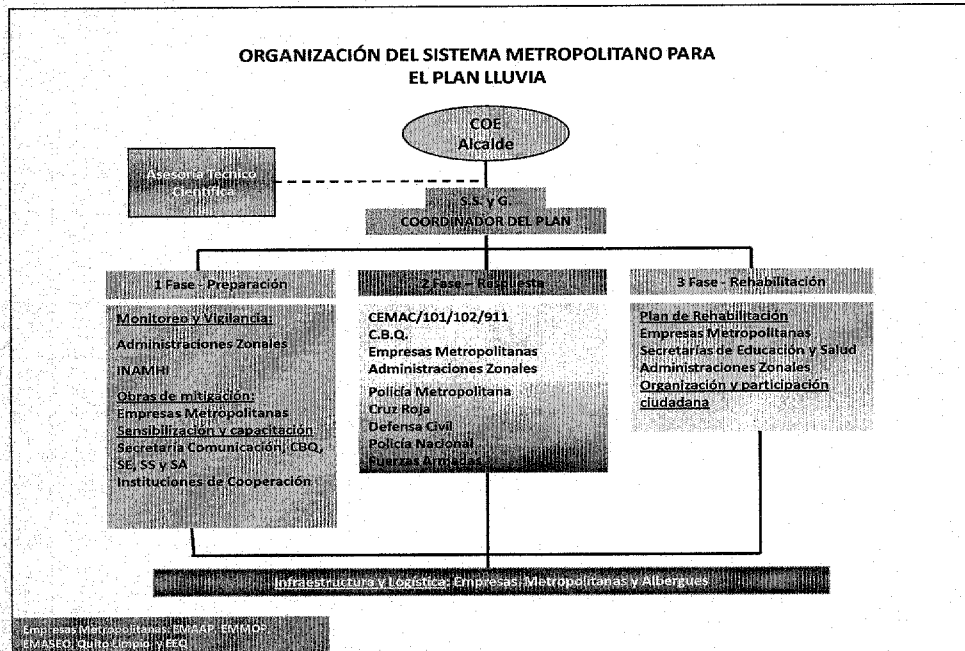 ORGANIZACIÓN DEL SISTEMA METROPOLITANO PARA
EL PLAN LLUVIA
COE
Alcalde
Asesoría Técnico
Científica
S.S. y G.
COORDINADOR DEL PLAN
1 Fase - Preparación
Monitoreo y Vigilancia:
Administraciones Zonales
INAMHI
Obras de mitigación:
Empresas Metropolitanas
Sensibilización y capacitación
Secretaría Comunicación, CBQ,
SE, SS y SA
Instituciones de Cooperación
2 Fase – Respuesta
CEMAC/101/102/911
C.B.Q.
Empresas Metropolitanas
Administraciones Zonales
Policía Metropolitana
Cruz Roja
Defensa Civil
Policía Nacional
Fuerzas Armadas
3 Fase - Rehabilitación
Plan de Rehabilitación
Empresas Metropolitanas
Secretarías de Educación y Salud
Administraciones Zonales
Organización y participación
ciudadana
Infraestructura y Logística: Empresas Metropolitanas y Albergues
Empresas Metropolitanas: EMAAP, EMMOP,
EMASEO, Quito Limpio y EEQ